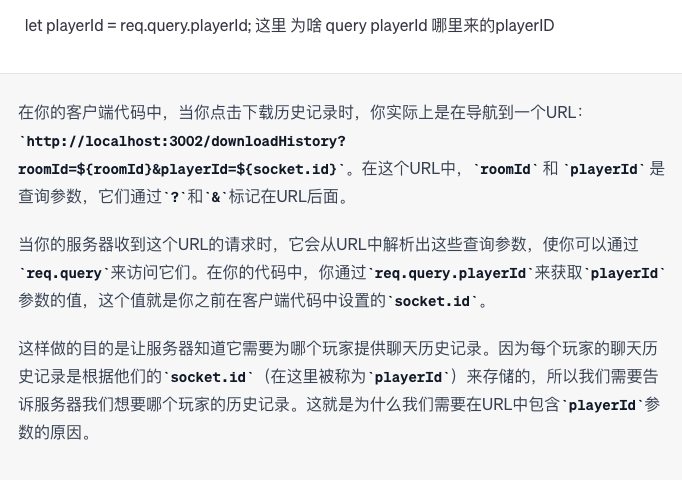 let playerId = req.query.playerId; 这里 为啥 query playerId 哪里来的playerID
在你的客户端代码中，当你点击下载历史记录时，你实际上是在导航到一个URL：
`http://localhost:3002/downloadHistory?
roomId=${roomId}&playerId=${socket.id}`。在这个URL中，`roomId` 和 `playerId` 是
查询参数，它们通过`?`和`&`标记在URL后面。
当你的服务器收到这个URL的请求时，它会从URL中解析出这些查询参数，使你可以通过
`req.query`来访问它们。在你的代码中，你通过`req.query.playerId`来获取`playerId`
参数的值，这个值就是你之前在客户端代码中设置的`socket.id`。
这样做的目的是让服务器知道它需要为哪个玩家提供聊天历史记录。因为每个玩家的聊天历
史记录是根据他们的`socket.id`（在这里被称为`playerId`）来存储的，所以我们需要告
诉服务器我们想要哪个玩家的历史记录。这就是为什么我们需要在URL中包含`playerId`参
数的原因。